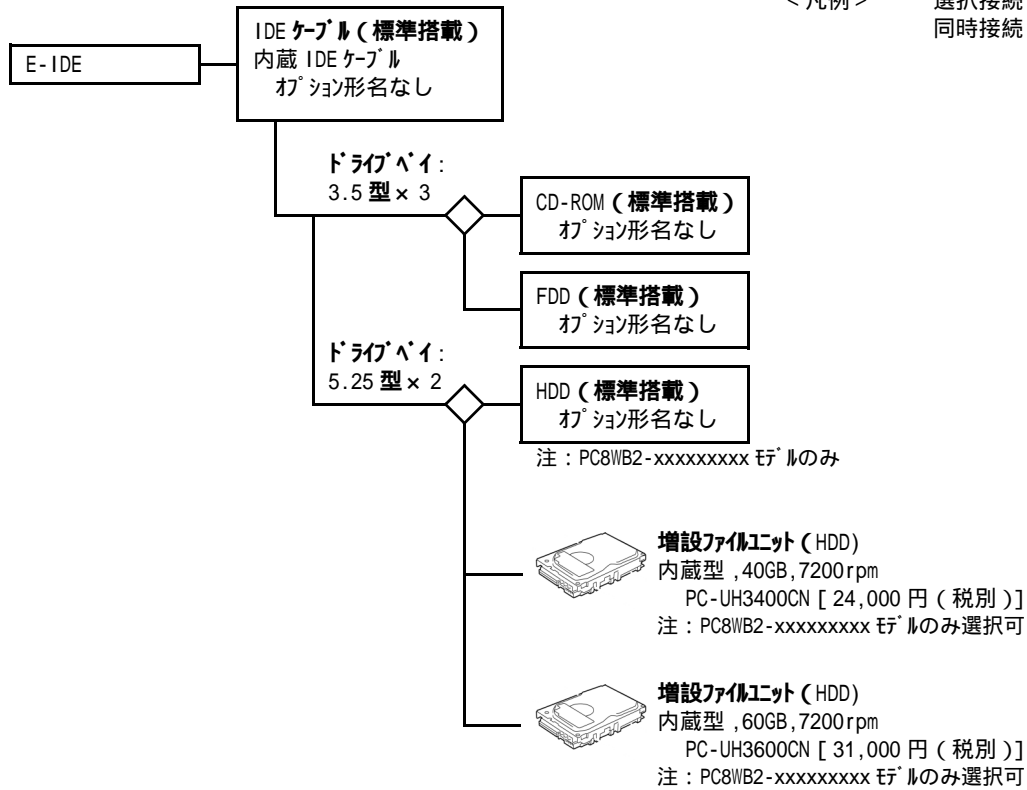 ＜凡例＞ 選択接続
同時接続
E-IDE
IDE ｹｰﾌﾞﾙ（標準搭載）
内蔵 IDE ｹｰﾌﾞﾙ
ｵﾌﾟｼｮﾝ形名なし
ﾄﾞﾗｲﾌﾞﾍﾞｲ:
3.5 型× 3
CD-ROM（標準搭載）
ｵﾌﾟｼｮﾝ形名なし
FDD（標準搭載）
ｵﾌﾟｼｮﾝ形名なし
ﾄﾞﾗｲﾌﾞﾍﾞｲ:
5.25 型× 2
HDD（標準搭載）
ｵﾌﾟｼｮﾝ形名なし
注：PC8WB2-xxxxxxxxx ﾓﾃﾞﾙのみ
増設ﾌｧｲﾙﾕﾆｯﾄ（HDD)
内蔵型 ,40GB,7200rpm
PC-UH3400CN [ 24,000 円（税別）]
注：PC8WB2-xxxxxxxxx ﾓﾃﾞﾙのみ選択可
増設ﾌｧｲﾙﾕﾆｯﾄ（HDD)
内蔵型 ,60GB,7200rpm
PC-UH3600CN [ 31,000 円（税別）]
注：PC8WB2-xxxxxxxxx ﾓﾃﾞﾙのみ選択可